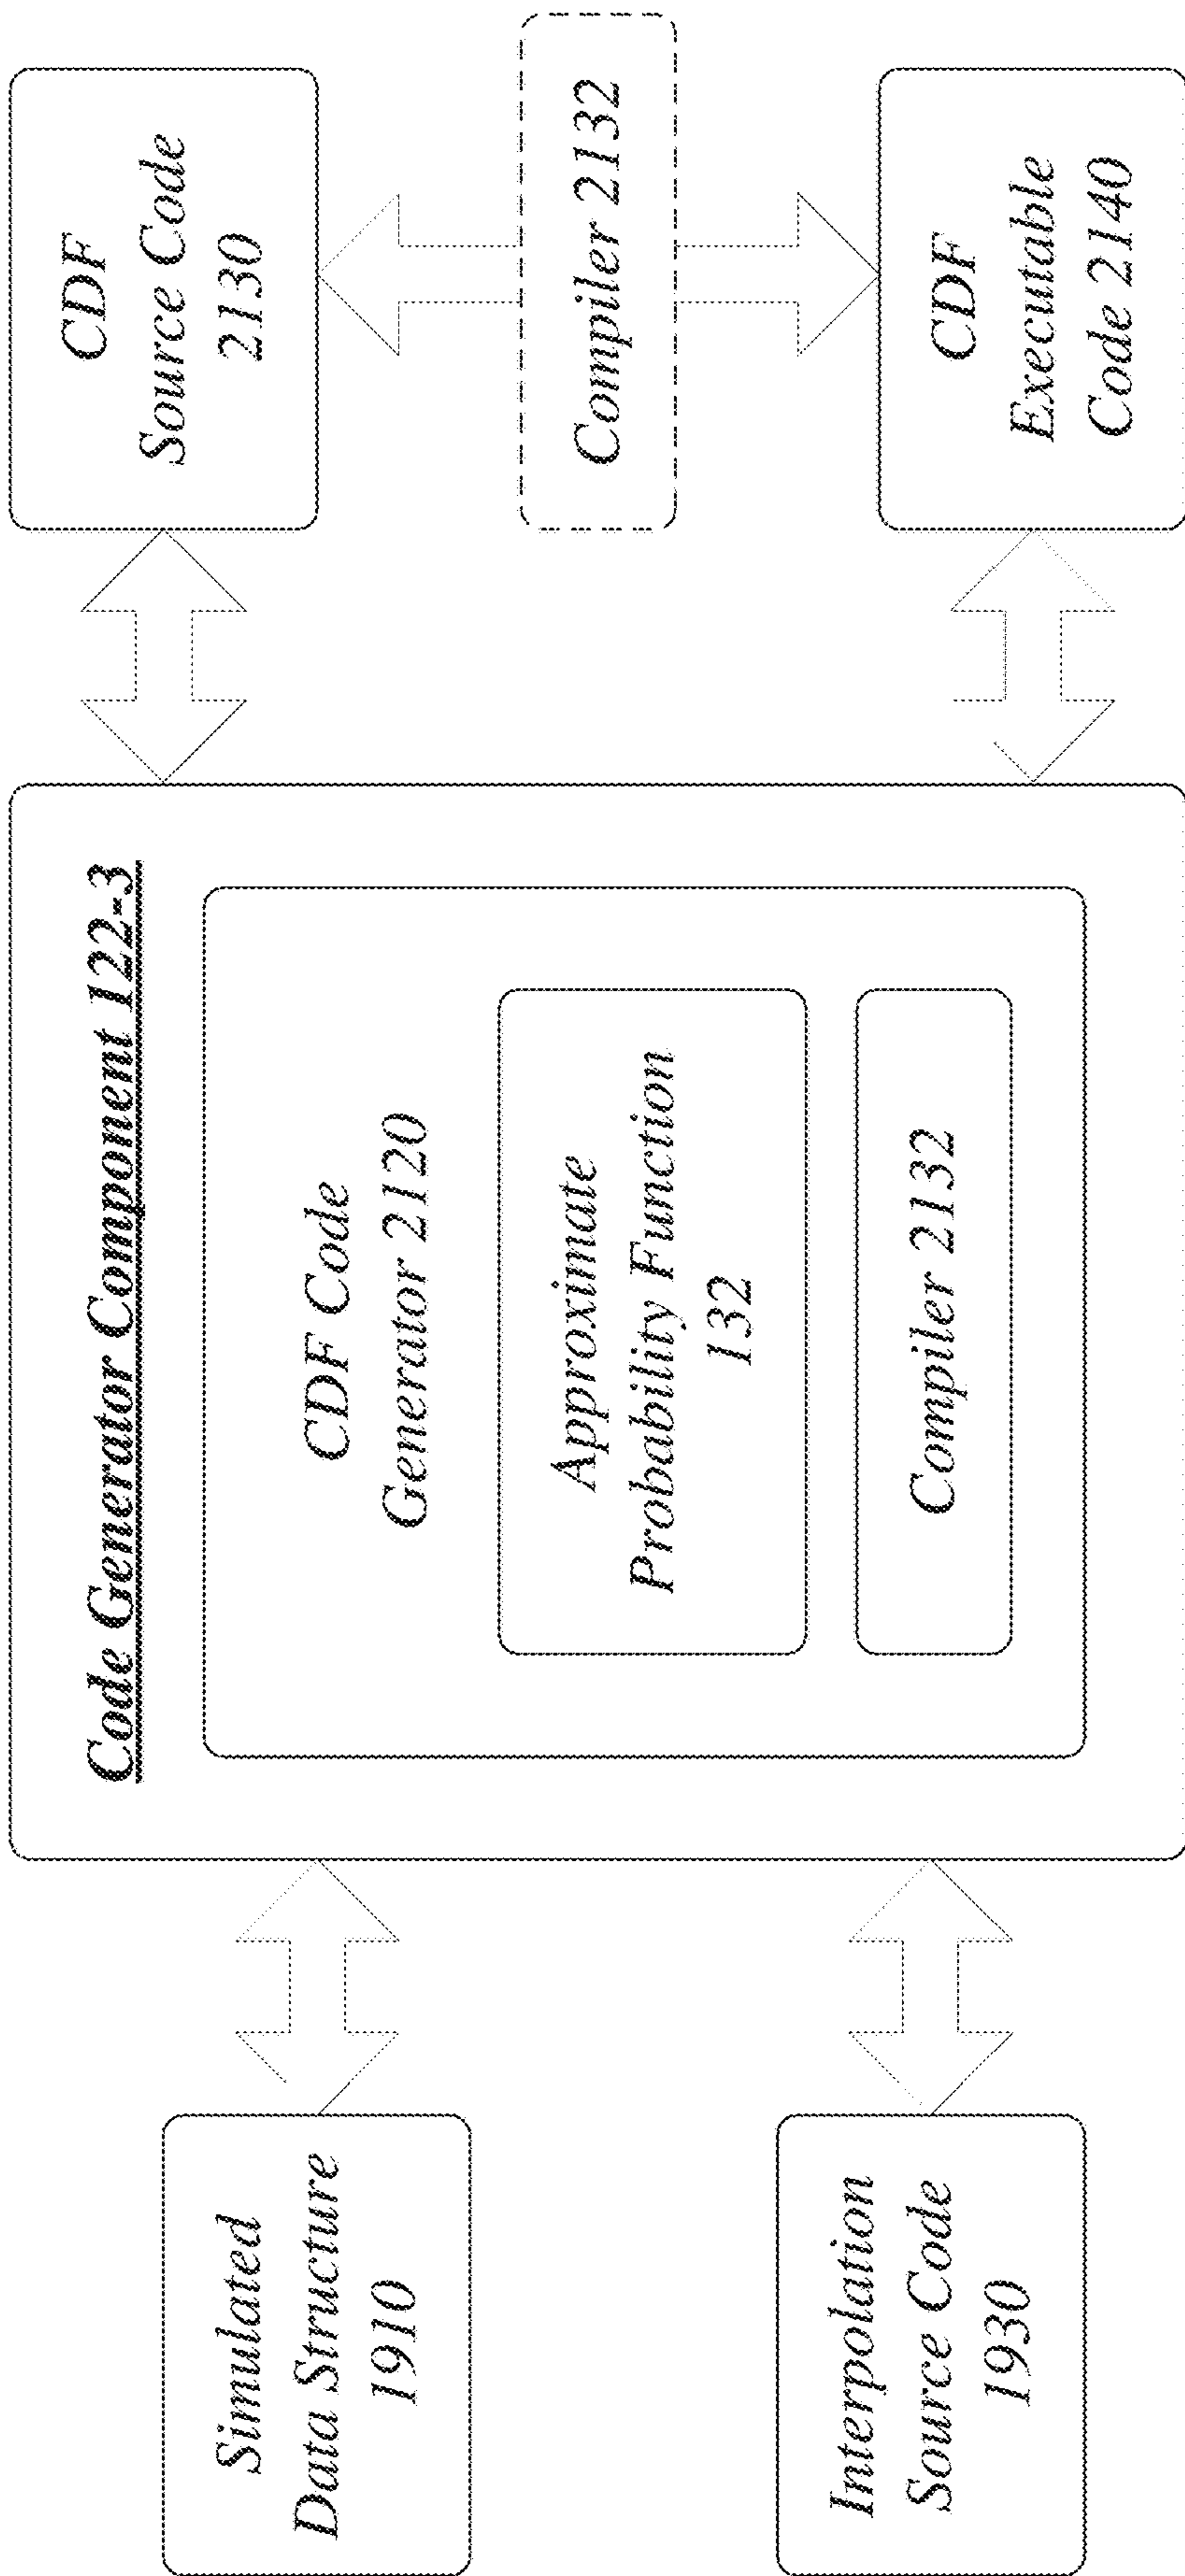 Simulated
Data Structure
1910
Interpolation
Source Code
1930
Code Generator Component 122-3
CDF Code
Generator 2120
Approximate
Probability Function
132
Compiler 2132
CDF
Source Code
2130
Compiler 2132
CDF
Executable
Code 2140